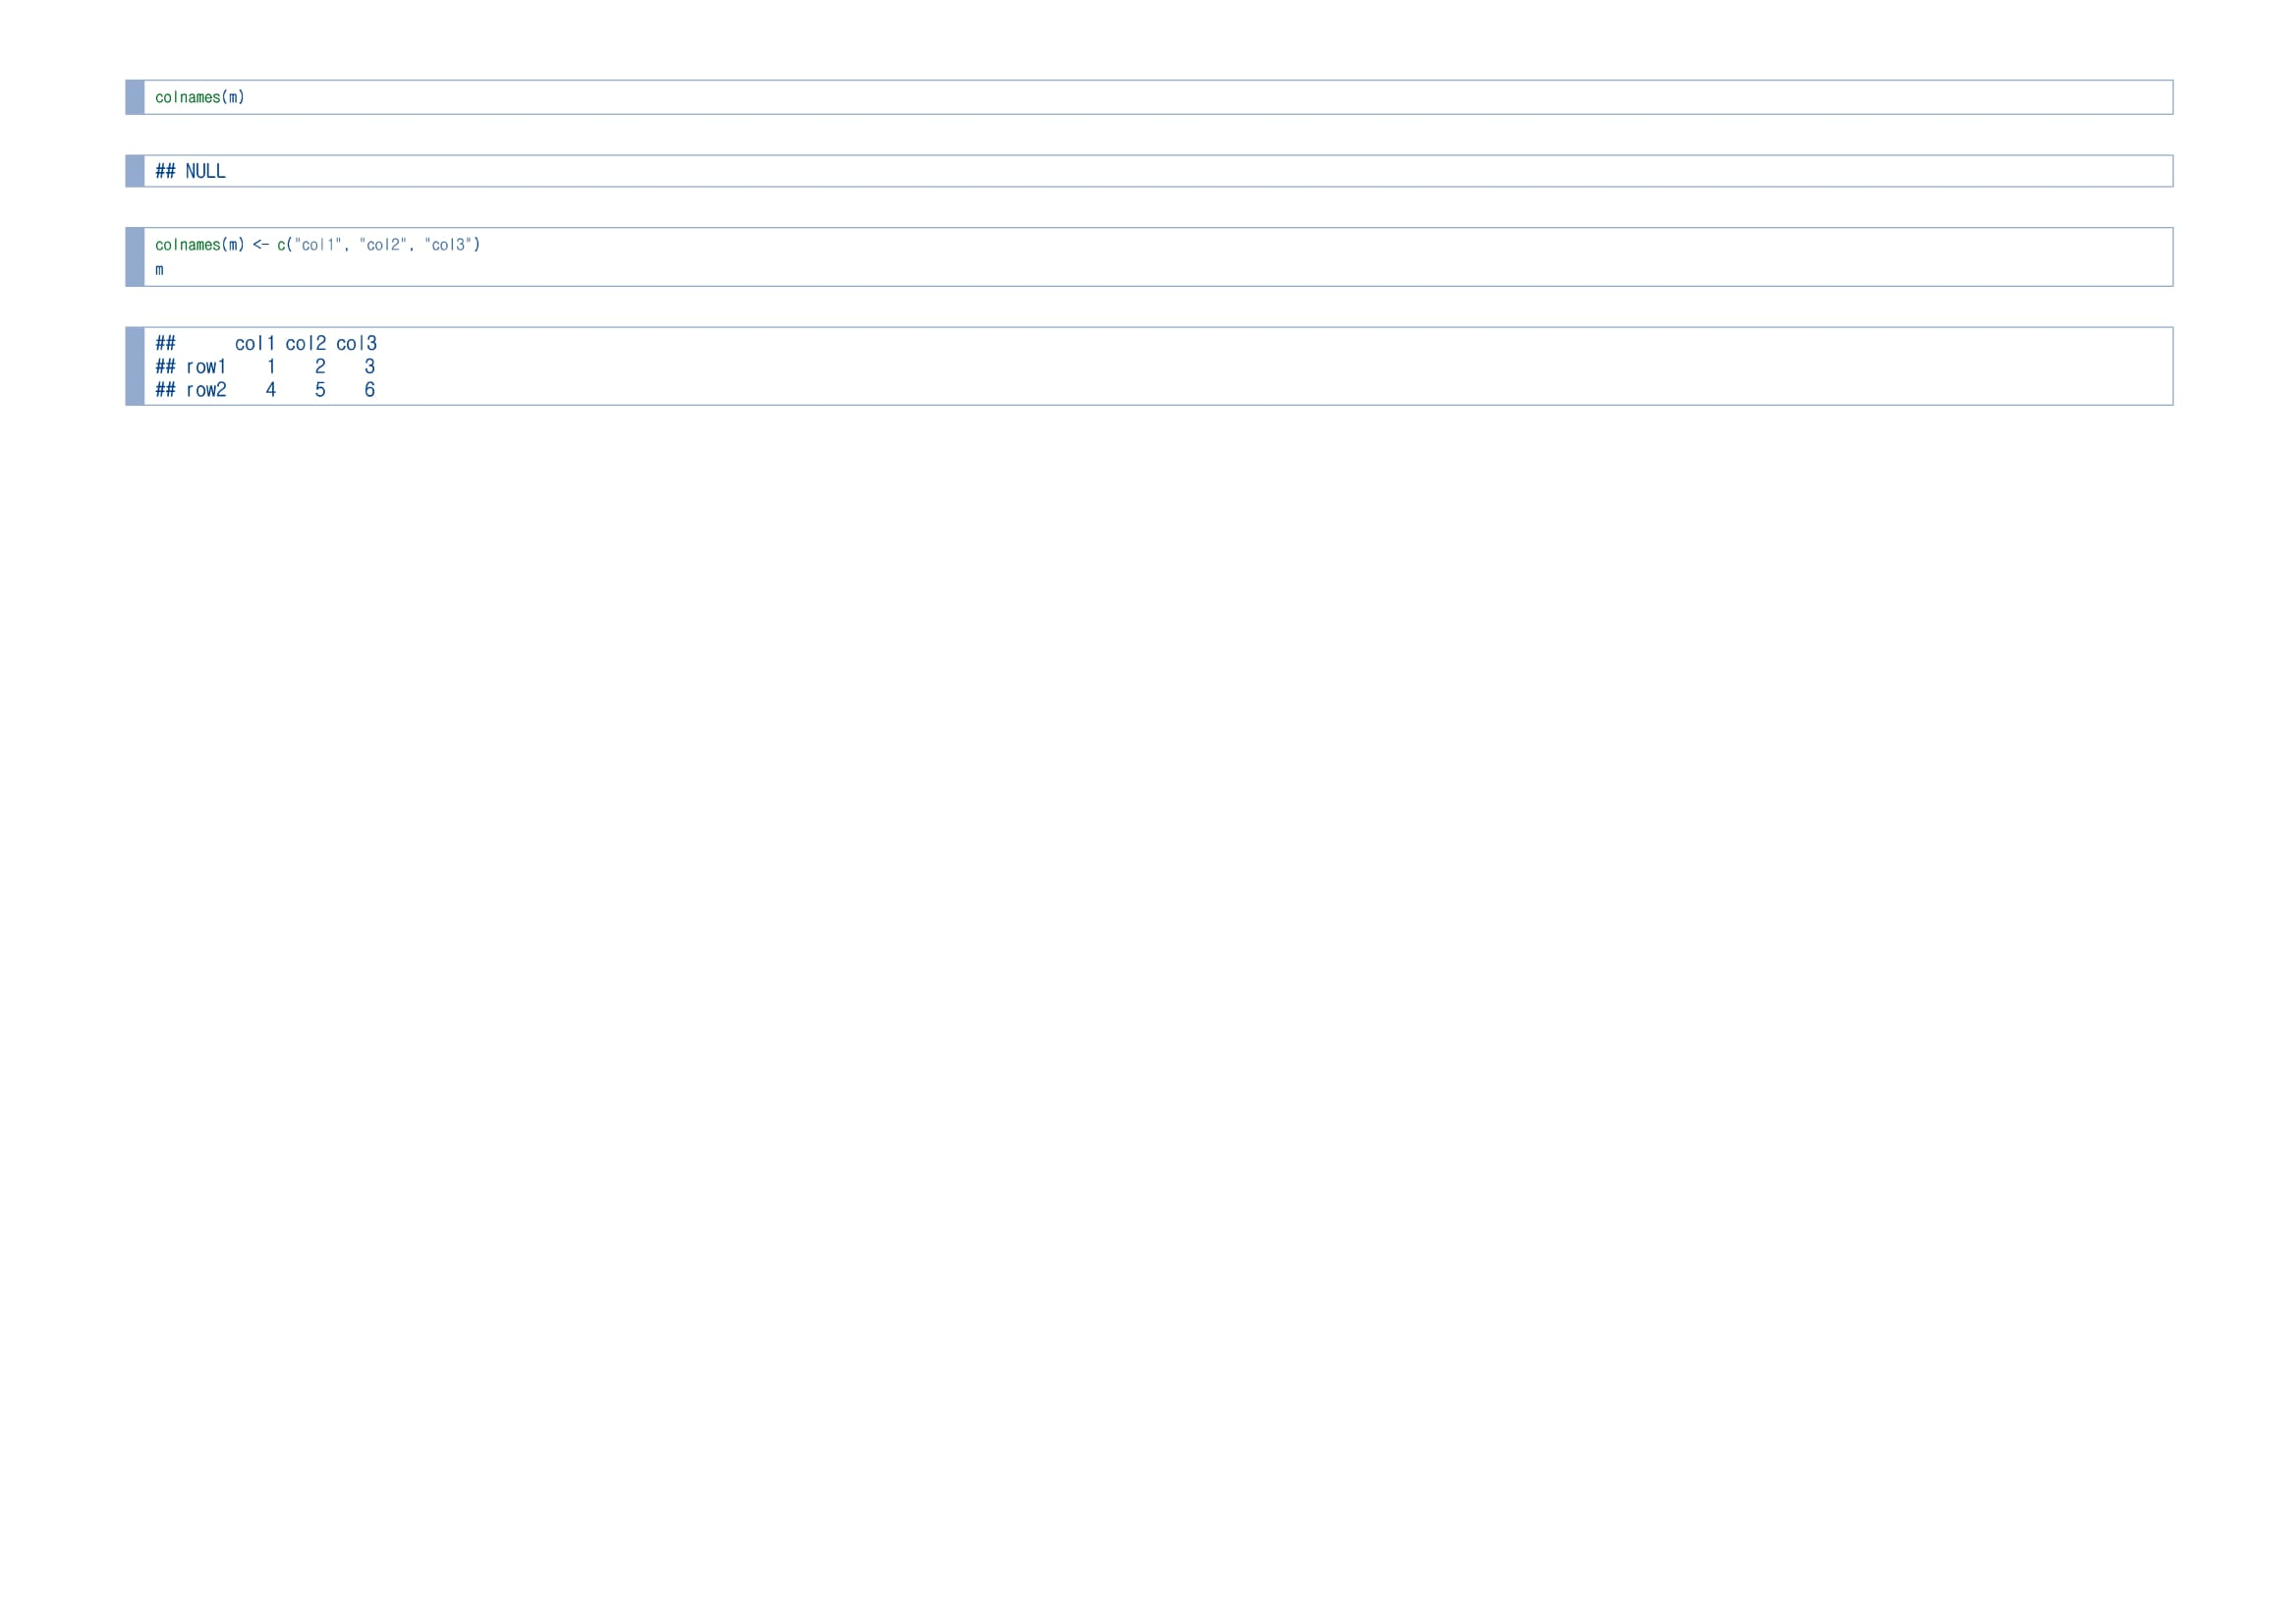 colnames(m)
## NULL
colnames(m) <- c("col1", "col2", "col3")
m
##      col1 col2 col3
## row1    1    2    3
## row2    4    5    6